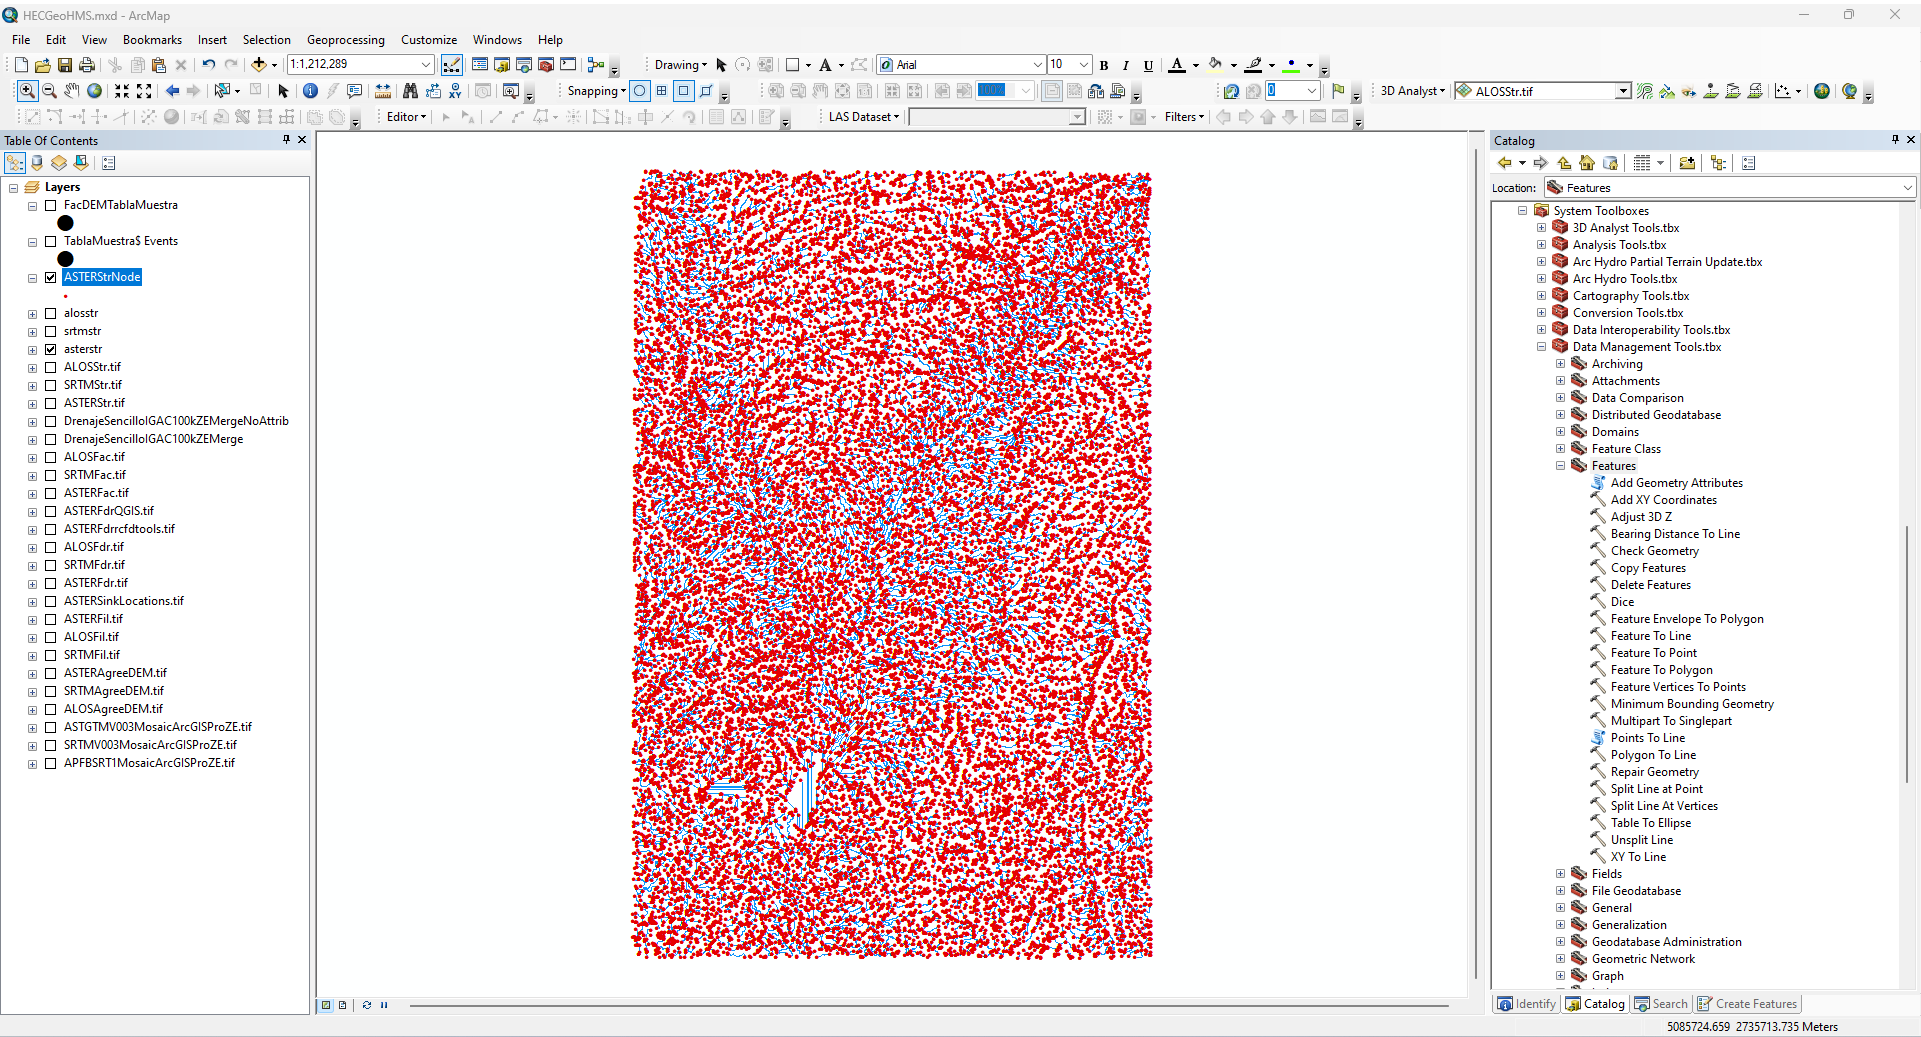 HECGeoHMS.mxd - ArcMap
File Edit View Bookmarks Insert Selection Geoprocessing Customize Windows Help
1:1,212,289 Drawing Arial 10 B I U A
Snapping 100% 0 3D Analyst ALOSStr.tif
Editor LAS Dataset Filters
Table Of Contents
Layers
FacDEMTablaMuestra
TablaMuestra$ Events
ASTERStrNode
alosstr
srtmstr
asterstr
ALOSStr.tif
SRTMStr.tif
ASTERStr.tif
DrenajeSencilloIGAC100kZEMergeNoAttrib
DrenajeSencilloIGAC100kZEMerge
ALOSFac.tif
SRTMFac.tif
ASTERFac.tif
ASTERFdrQGIS.tif
ASTERFdrrcfdtools.tif
ALOSFdr.tif
SRTMFdr.tif
ASTERFdr.tif
ASTERSinkLocations.tif
ASTERFil.tif
ALOSFil.tif
SRTMFil.tif
ASTERAgreeDEM.tif
SRTMAgreeDEM.tif
ALOSAgreeDEM.tif
ASTGTMV003MosaicArcGISProZE.tif
SRTMV003MosaicArcGISProZE.tif
APFBSRT1MosaicArcGISProZE.tif
Catalog
Location: Features
System Toolboxes
3D Analyst Tools.tbx
Analysis Tools.tbx
Arc Hydro Partial Terrain Update.tbx
Arc Hydro Tools.tbx
Cartography Tools.tbx
Conversion Tools.tbx
Data Interoperability Tools.tbx
Data Management Tools.tbx
Archiving
Attachments
Data Comparison
Distributed Geodatabase
Domains
Feature Class
Features
Add Geometry Attributes
Add XY Coordinates
Adjust 3D Z
Bearing Distance To Line
Check Geometry
Copy Features
Delete Features
Dice
Feature Envelope To Polygon
Feature To Line
Feature To Point
Feature To Polygon
Feature Vertices To Points
Minimum Bounding Geometry
Multipart To Singlepart
Points To Line
Polygon To Line
Repair Geometry
Split Line at Point
Split Line At Vertices
Table To Ellipse
Unsplit Line
XY To Line
Fields
File Geodatabase
General
Generalization
Geodatabase Administration
Geometric Network
Graph
Identify Catalog Search Create Features
5085724.659 2735713.735 Meters